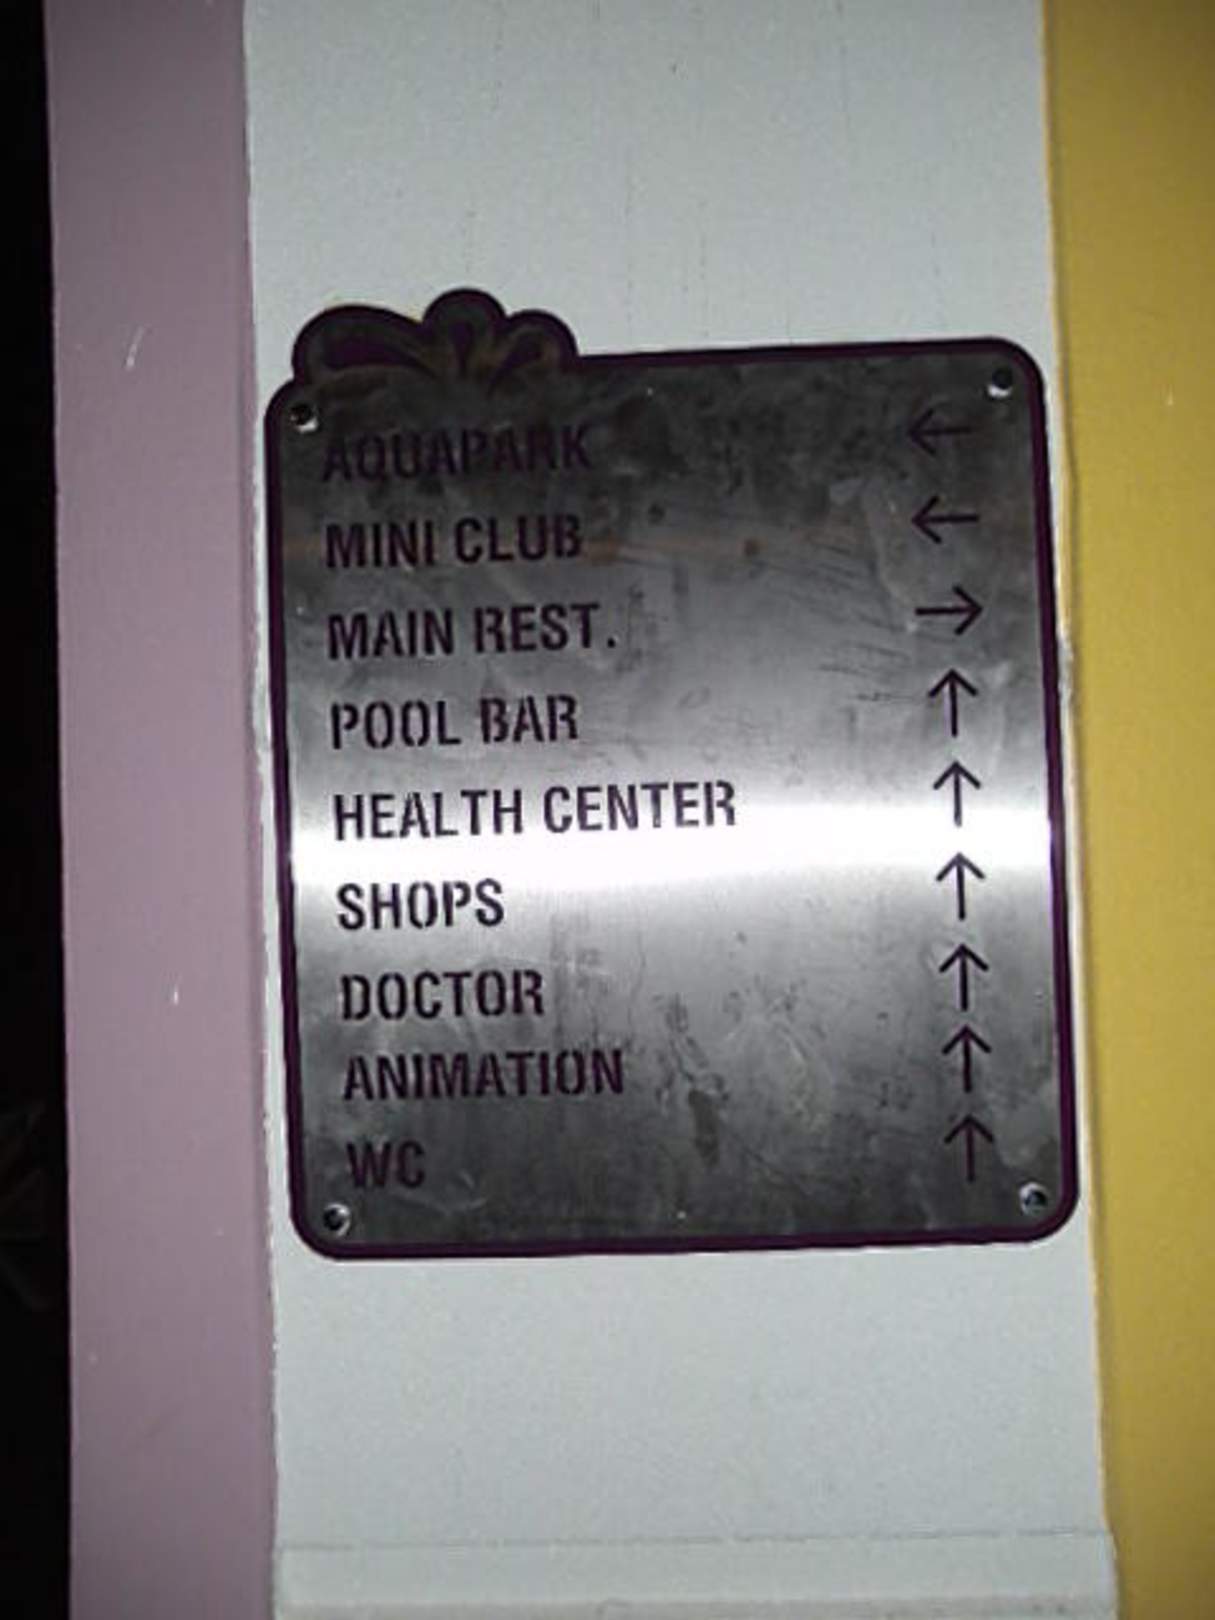 AQUAPARK ←
MINI CLUB ←
MAIN REST. →
POOL BAR ↑
HEALTH CENTER ↑
SHOPS ↑
DOCTOR ↑
ANIMATION ↑
WC ↑